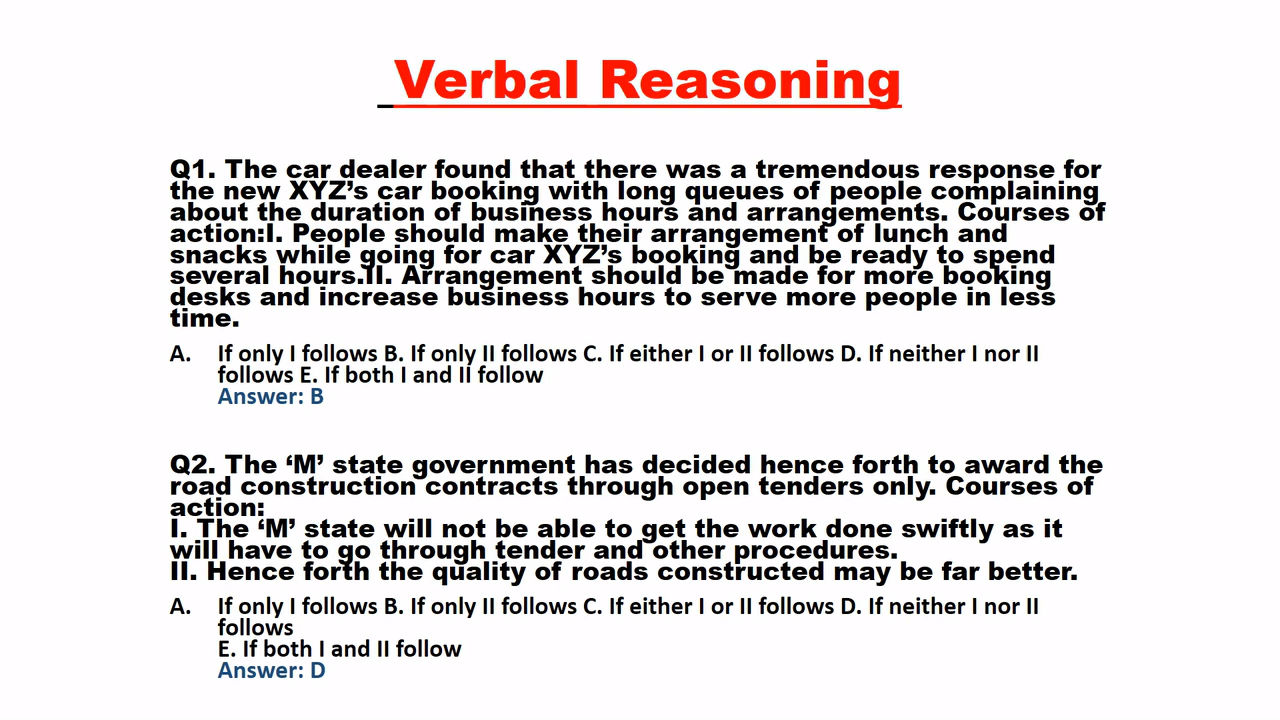 Verbal Reasoning
Q1. The car dealer found that there was a tremendous response for
the new XYZ’s car booking with long queues of people complaining
about the duration of business hours and arrangements. Courses of
action:I. People should make their arrangement of lunch and
snacks while going for car XYZ’s booking and be ready to spend
several hours.II. Arrangement should be made for more booking
desks and increase business hours to serve more people in less
time.
A. If only I follows B. If only II follows C. If either I or II follows D. If neither I nor II
follows E. If both I and II follow
Answer: B
Q2. The ‘M’ state government has decided hence forth to award the
road construction contracts through open tenders only. Courses of
action:
I. The ‘M’ state will not be able to get the work done swiftly as it
will have to go through tender and other procedures.
II. Hence forth the quality of roads constructed may be far better.
A. If only I follows B. If only II follows C. If either I or II follows D. If neither I nor II
follows
E. If both I and II follow
Answer: D